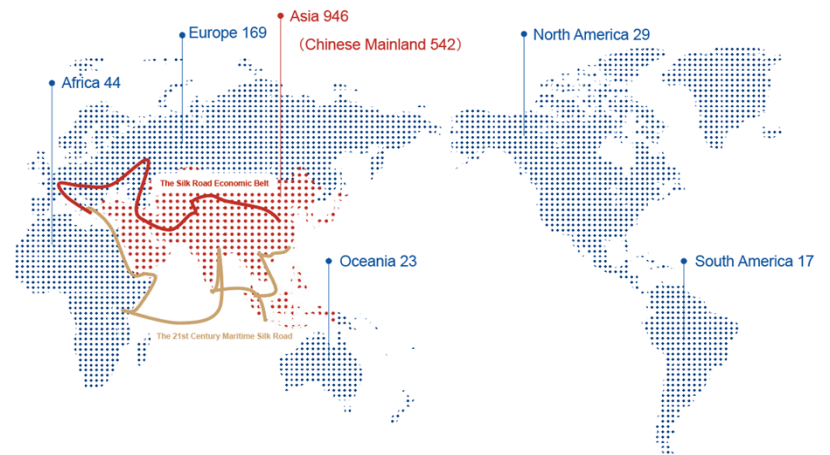 Asia 946
（Chinese Mainland 542）
Europe 169
North America 29
Africa 44
The Silk Road Economic Belt
Oceania 23
South America 17
The 21st Century Maritime Silk Road